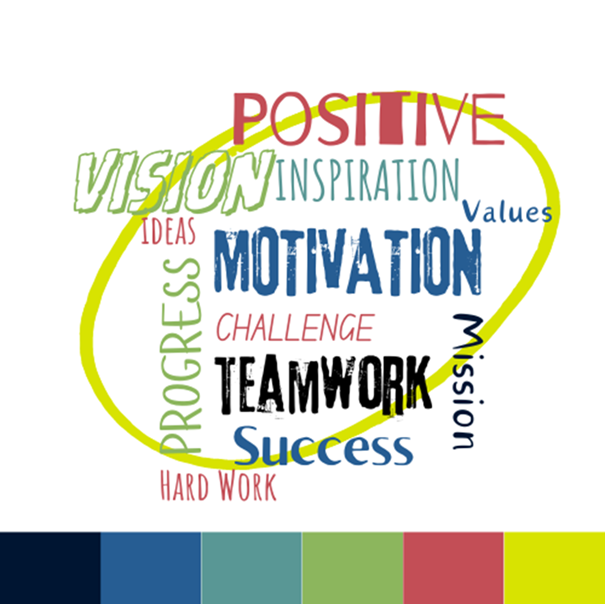 POSITIVE
VISION
INSPIRATION
Values
IDEAS
MOTIVATION
PROGRESS
CHALLENGE
Mission
TEAMWORK
Success
HARD WORK